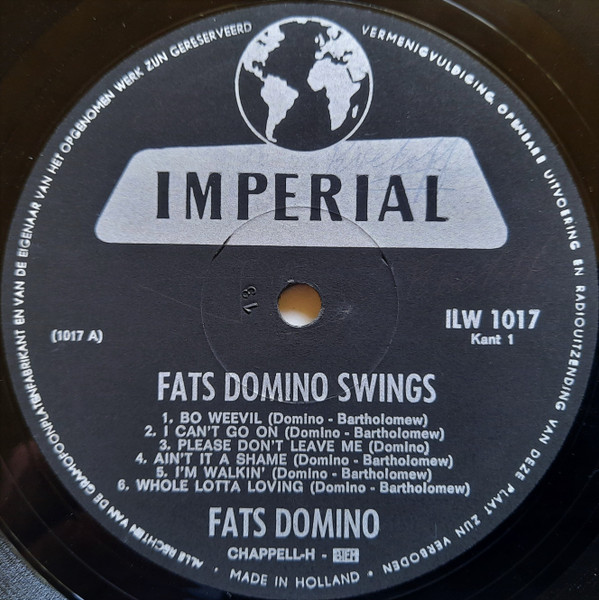 ALLE RECHTEN VAN DE GRAMOFOONPLATENFABRIKANT EN VAN DE EIGENAAR VAN HET OPGENOMEN WERK ZIJN GERESERVEERD
VERMENIGVULDIGING, OPENBARE UITVOERING EN RADIOUITZENDING VAN DEZE PLAAT ZIJN VERBODEN
IMPERIAL
18
(1017 A)
ILW 1017
Kant 1
FATS DOMINO SWINGS
1. BO WEEVIL (Domino - Bartholomew)
2. I CAN'T GO ON (Domino - Bartholomew)
3. PLEASE DON'T LEAVE ME (Domino)
4. AIN'T IT A SHAME (Domino - Bartholomew)
5. I'M WALKIN' (Domino - Bartholomew)
6. WHOLE LOTTA LOVING (Domino - Bartholomew)
FATS DOMINO
CHAPPELL-H - BIEM
• MADE IN HOLLAND •